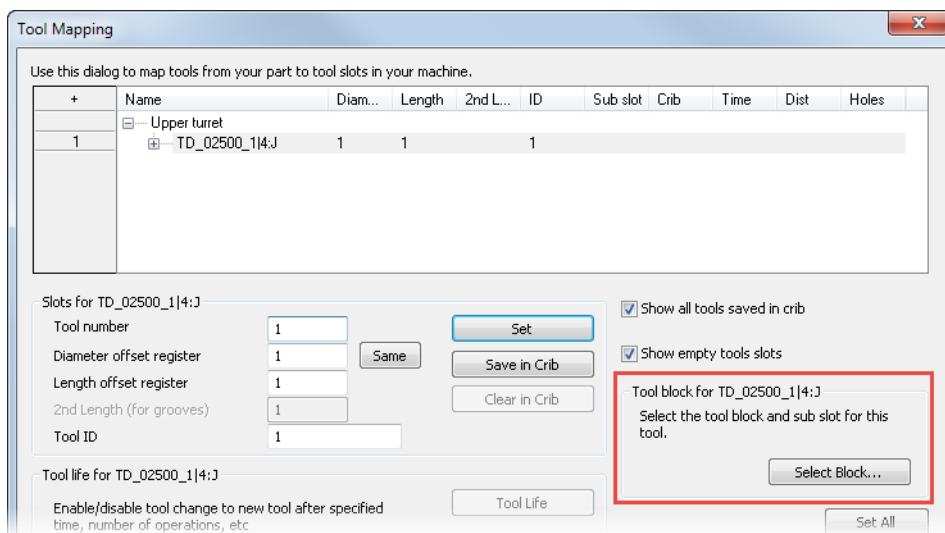 Tool Mapping
Use this dialog to map tools from your part to tool slots in your machine.
+ Name Diam... Length 2nd L... ID Sub slot Crib Time Dist Holes
Upper turret
1 TD_02500_1|4:J 1 1 1
Slots for TD_02500_1|4:J
Tool number 1
Diameter offset register 1
Length offset register 1
2nd Length (for grooves) 1
Tool ID 1
Same
Set
Save in Crib
Clear in Crib
Show all tools saved in crib
Show empty tools slots
Tool block for TD_02500_1|4:J
Select the tool block and sub slot for this
tool.
Select Block...
Tool life for TD_02500_1|4:J
Enable/disable tool change to new tool after specified
time, number of operations, etc
Tool Life
Set All